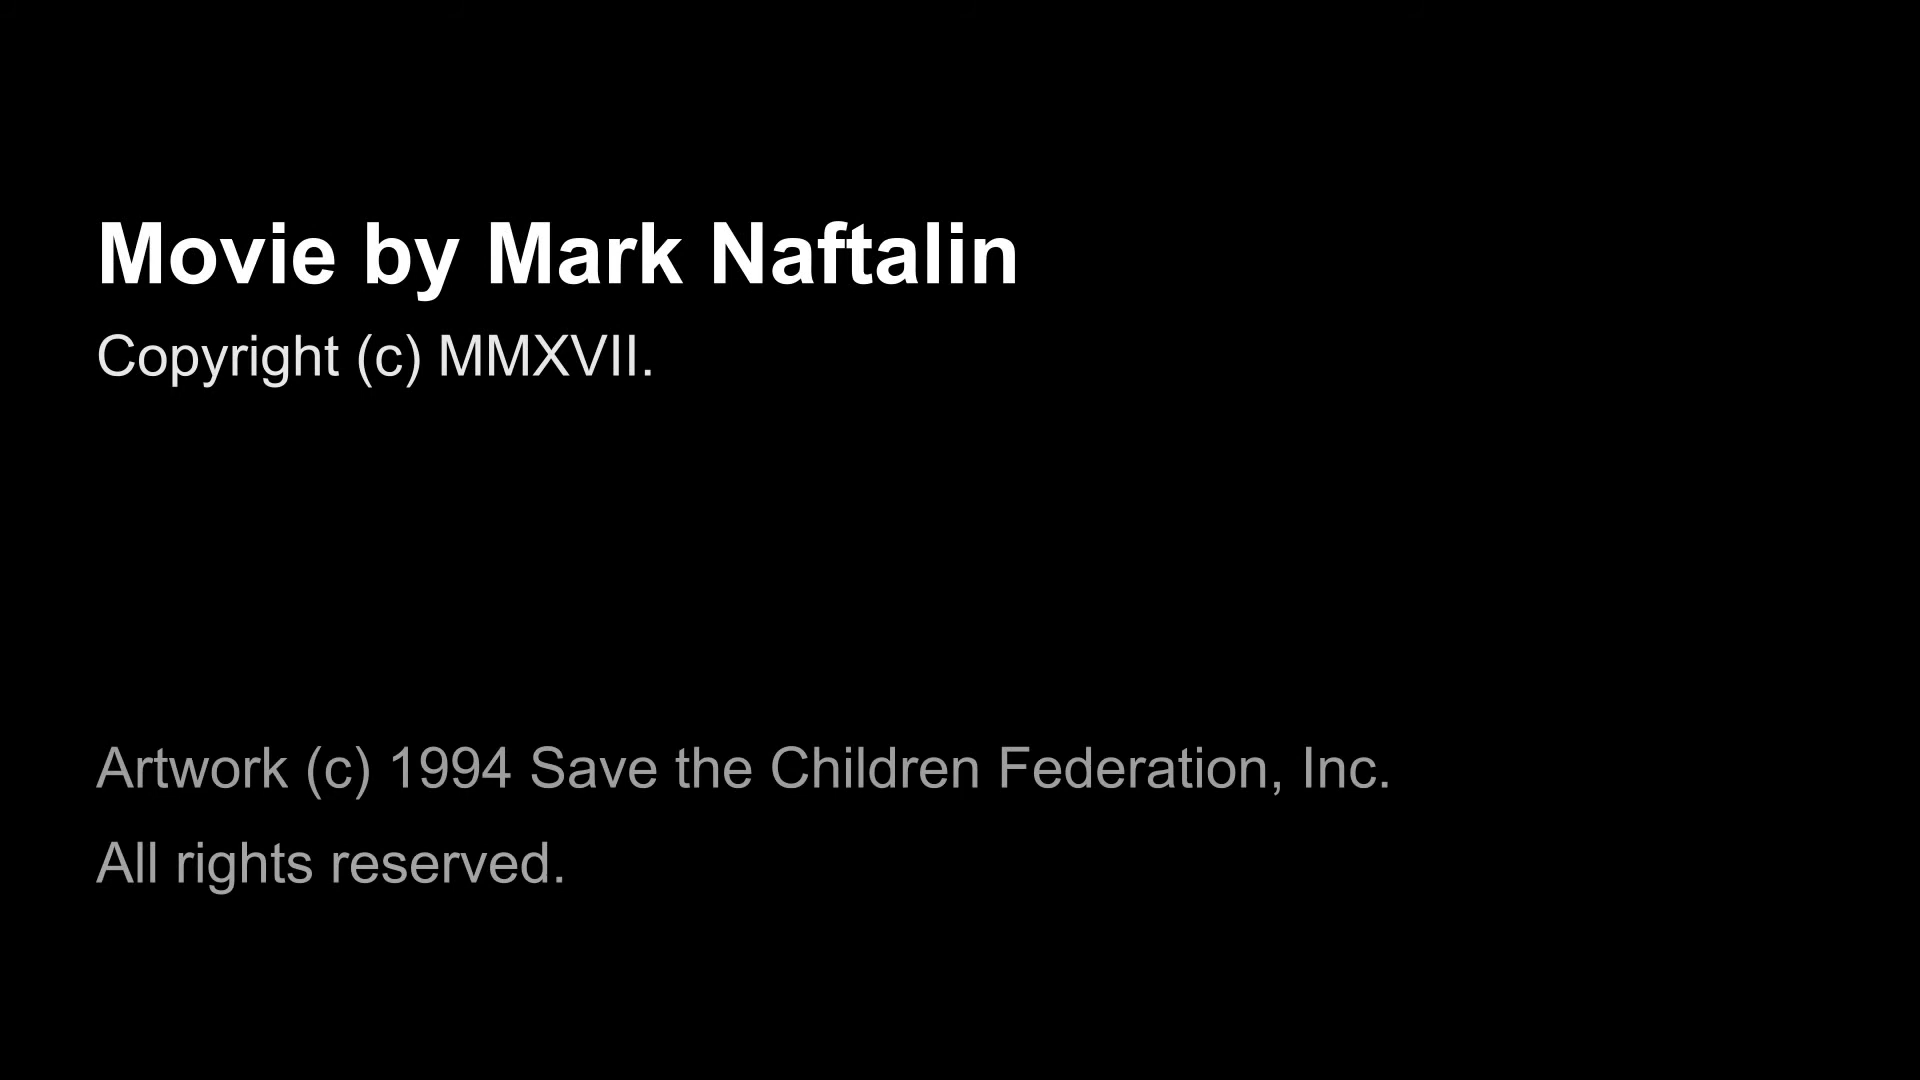 Movie by Mark Naftalin
Copyright (c) MMXVII.
Artwork (c) 1994 Save the Children Federation, Inc.
All rights reserved.